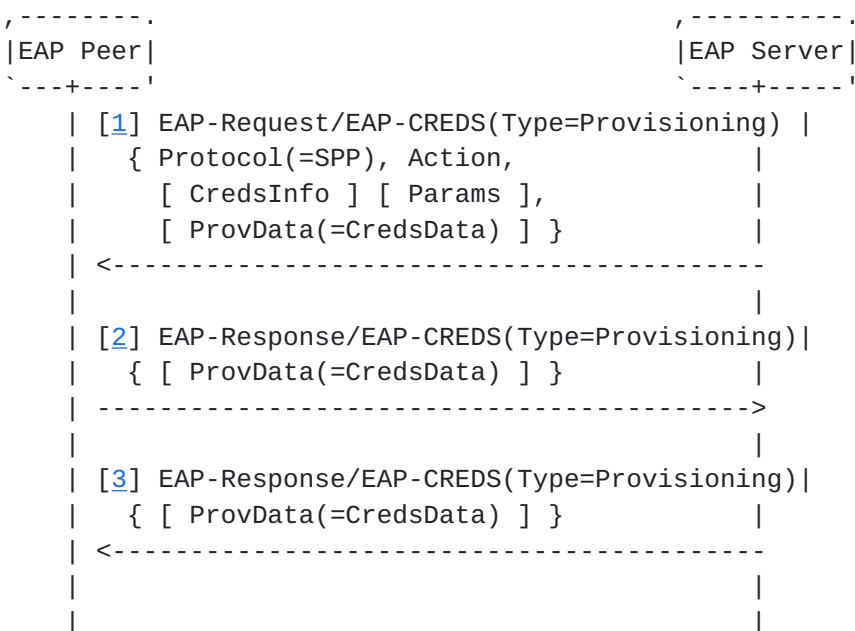 ,--------.                                  ,----------.
|EAP Peer|                                  |EAP Server|
`---+----'                                  `----+-----'
    | [1] EAP-Request/EAP-CREDS(Type=Provisioning) |
    |   { Protocol(=SPP), Action,                |
    |     [ CredsInfo ] [ Params ],              |
    |     [ ProvData(=CredsData) ] }             |
    | <------------------------------------------
    |                                            |
    | [2] EAP-Response/EAP-CREDS(Type=Provisioning)|
    |   { [ ProvData(=CredsData) ] }             |
    | ------------------------------------------>
    |                                            |
    | [3] EAP-Response/EAP-CREDS(Type=Provisioning)|
    |   { [ ProvData(=CredsData) ] }             |
    | <------------------------------------------
    |                                            |
    |                                            |